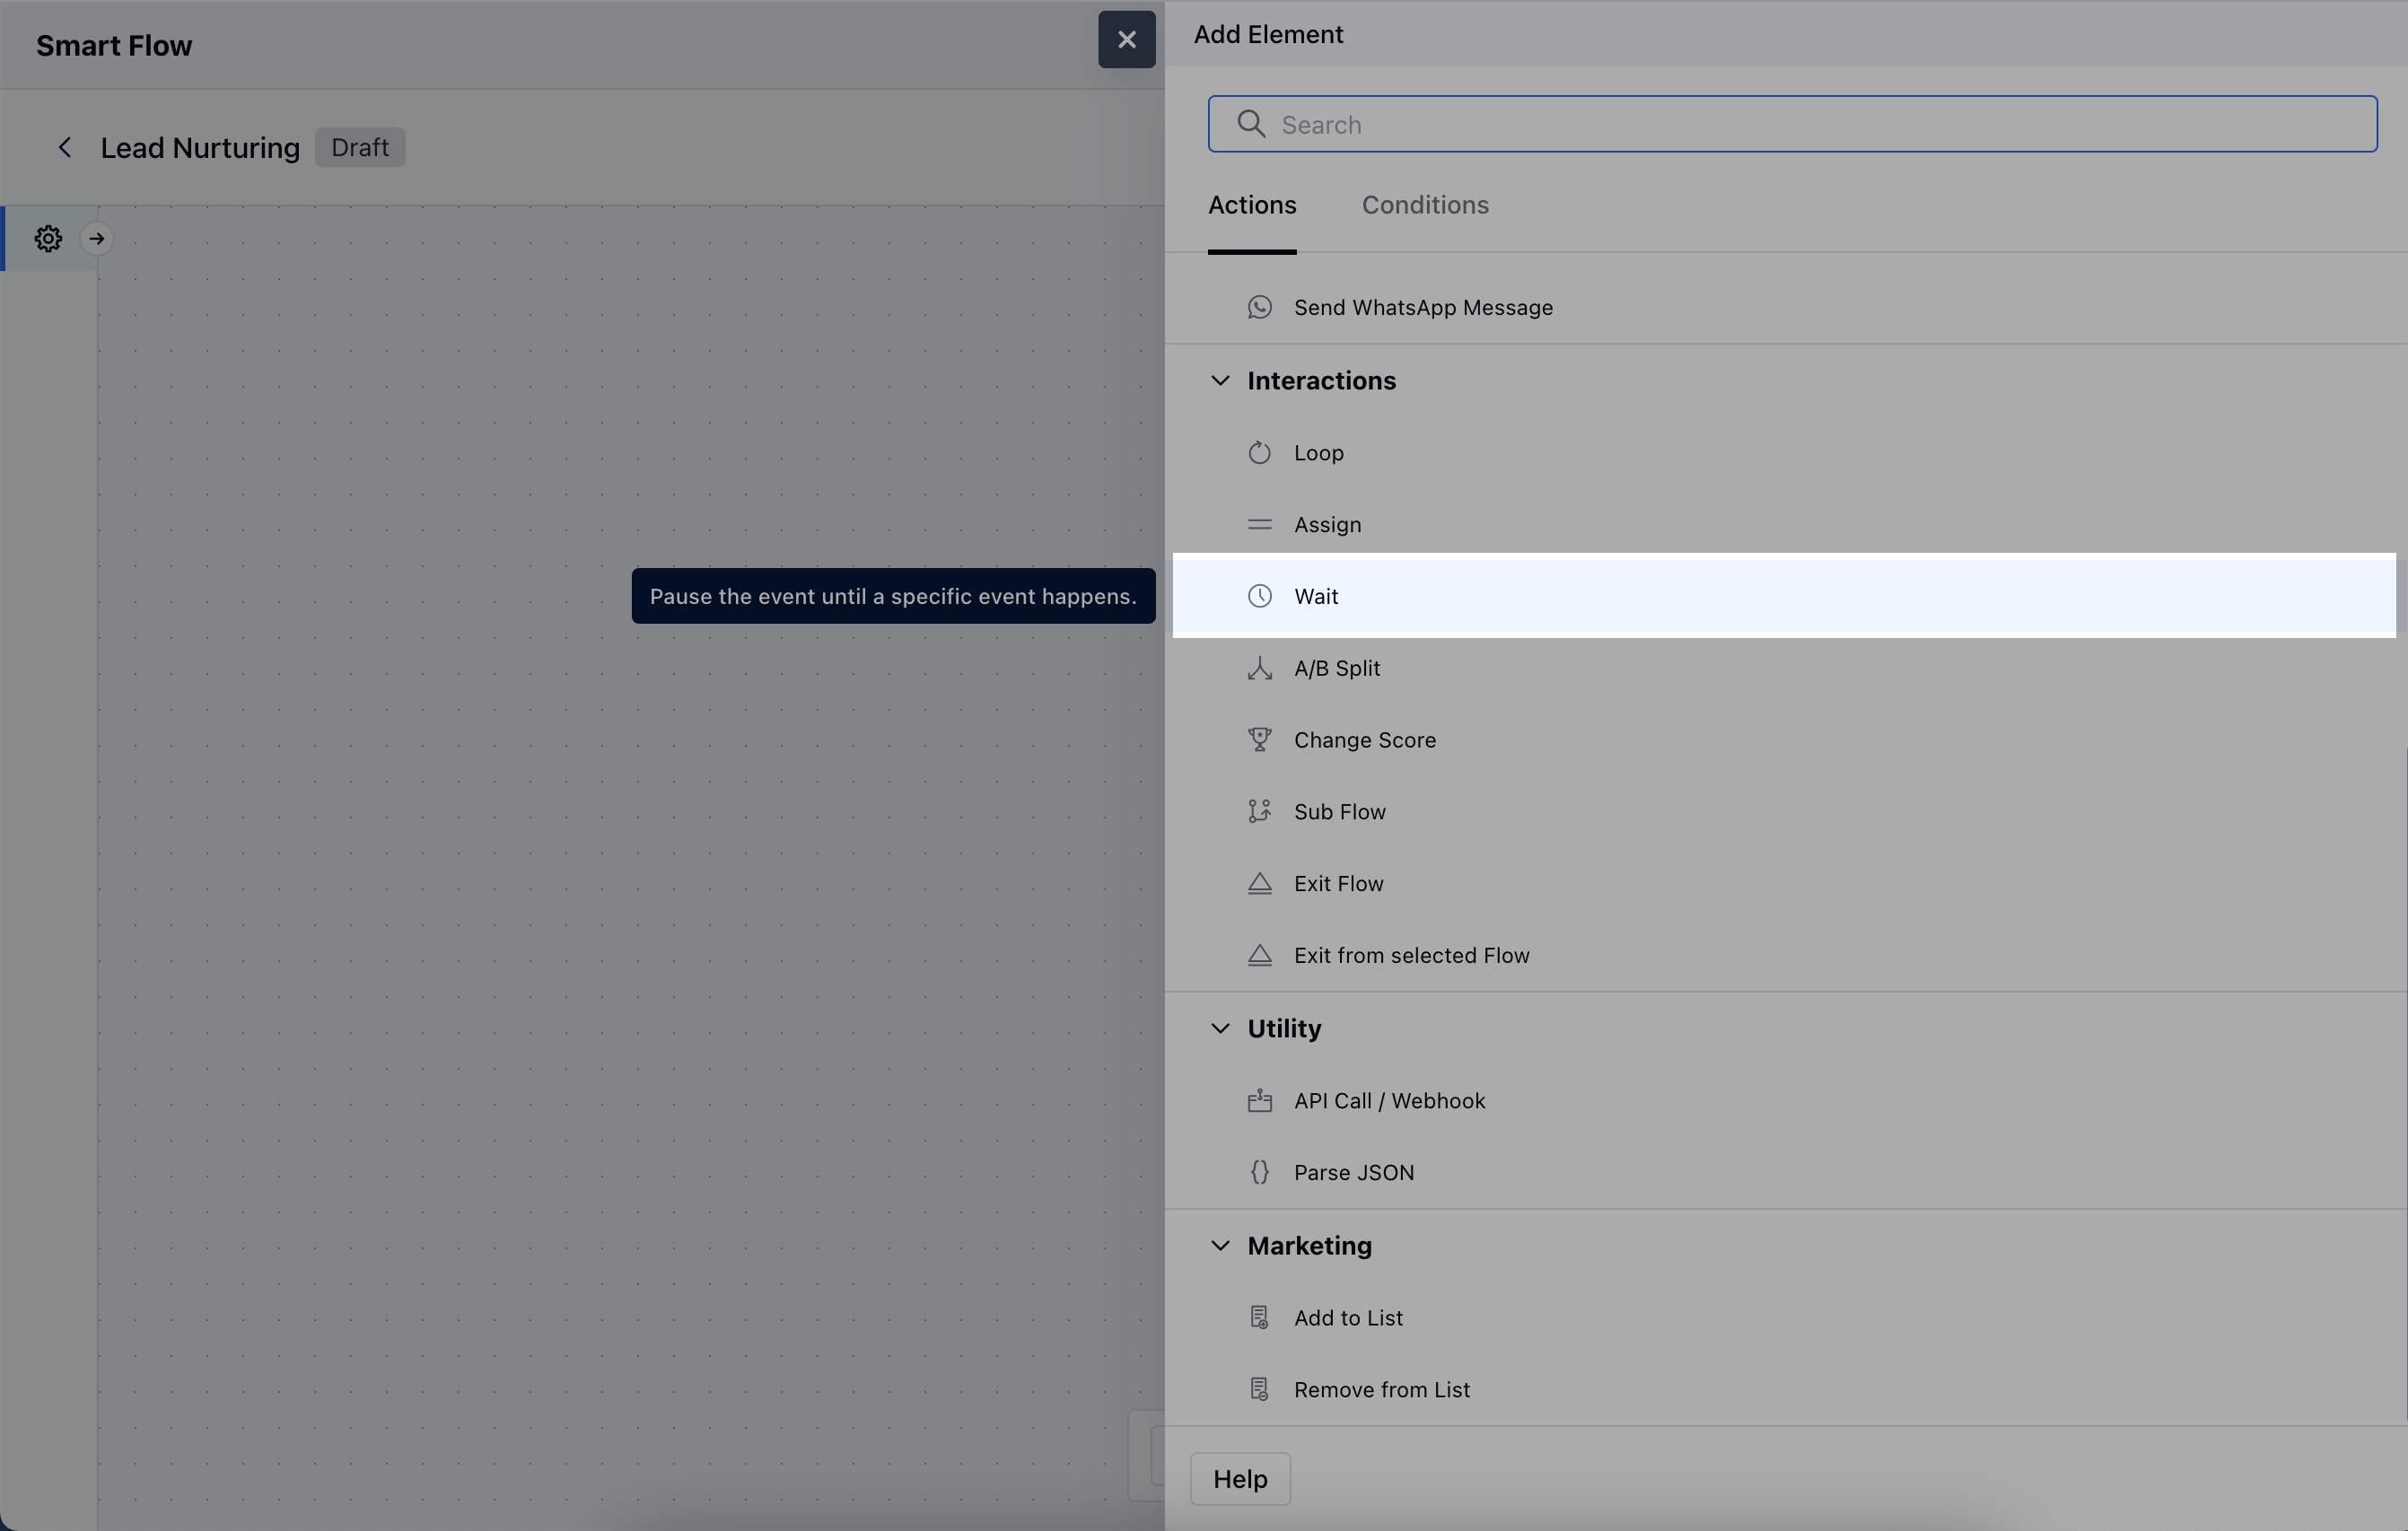 Smart Flow
Lead Nurturing
Draft
Pause the event until a specific event happens.
Add Element
Search
Actions
Conditions
Send WhatsApp Message
Interactions
Loop
Assign
Wait
A/B Split
Change Score
Sub Flow
Exit Flow
Exit from selected Flow
Utility
API Call / Webhook
Parse JSON
Marketing
Add to List
Remove from List
Help